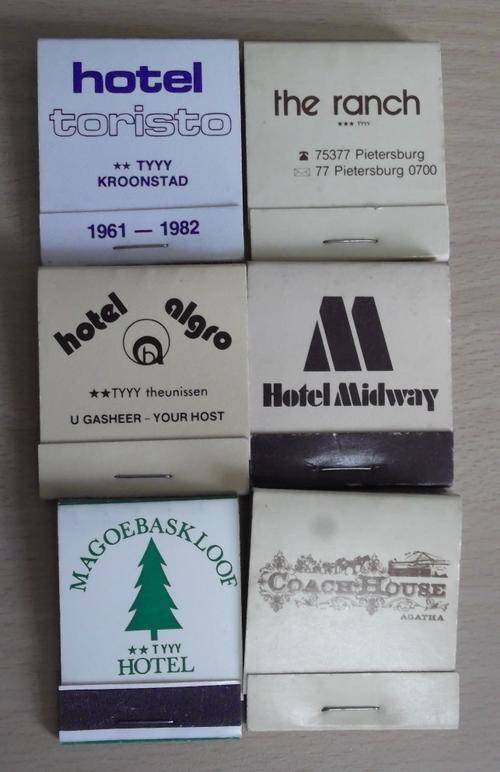 hotel
toristo
★★ TYYY
KROONSTAD
1961 — 1982
the ranch
★★★ TYYY
☎ 75377 Pietersburg
✉ 77 Pietersburg 0700
hotel algro
★★TYYY theunissen
U GASHEER – YOUR HOST
M
Hotel Midway
MAGOEBASKLOOF
★★ TYYY
HOTEL
COACH-HOUSE
AGATHA